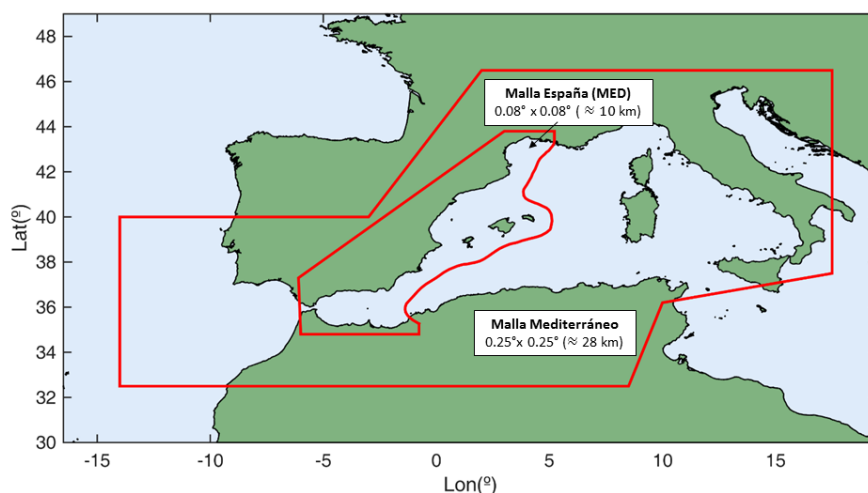 48
46
44
42
40
38
36
34
32
30
Lat(º)
Malla España (MED)
0.08° x 0.08° ( ≈ 10 km)
Malla Mediterráneo
0.25°x 0.25° (≈ 28 km)
-15
-10
-5
0
5
10
15
Lon(º)